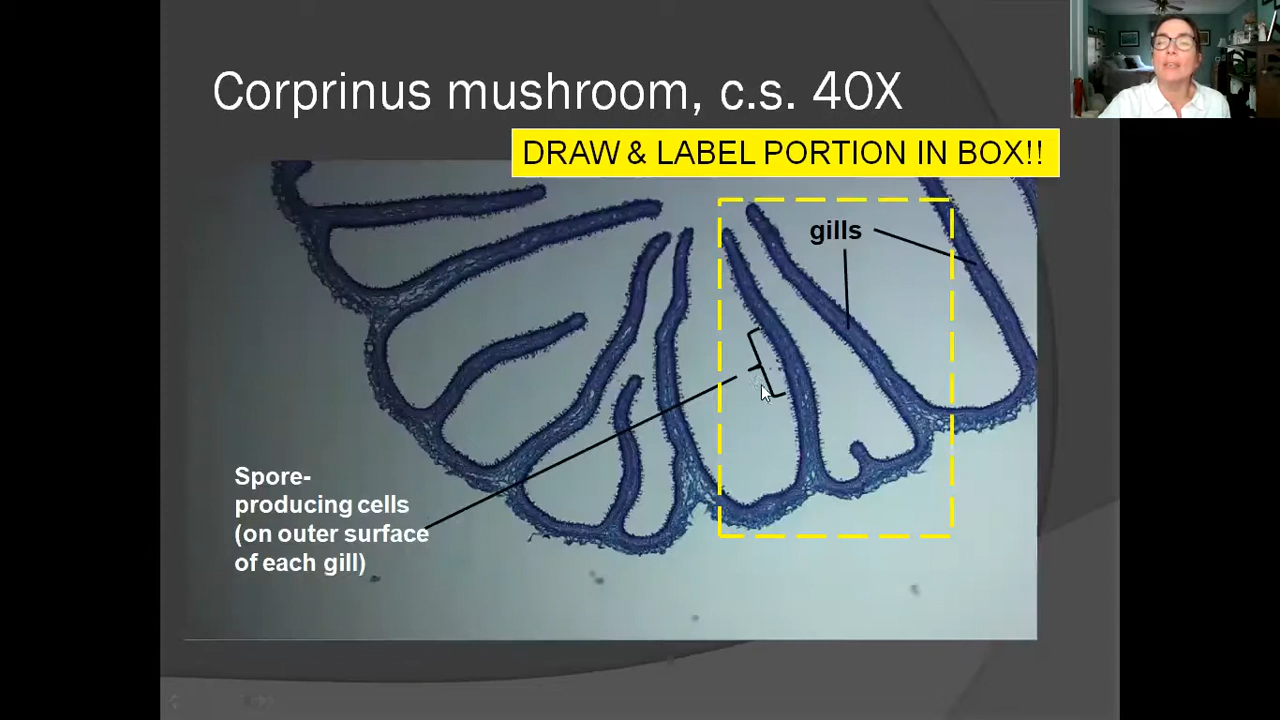 Corprinus mushroom, c.s. 40X
DRAW & LABEL PORTION IN BOX!!
gills
Spore-
producing cells
(on outer surface
of each gill)